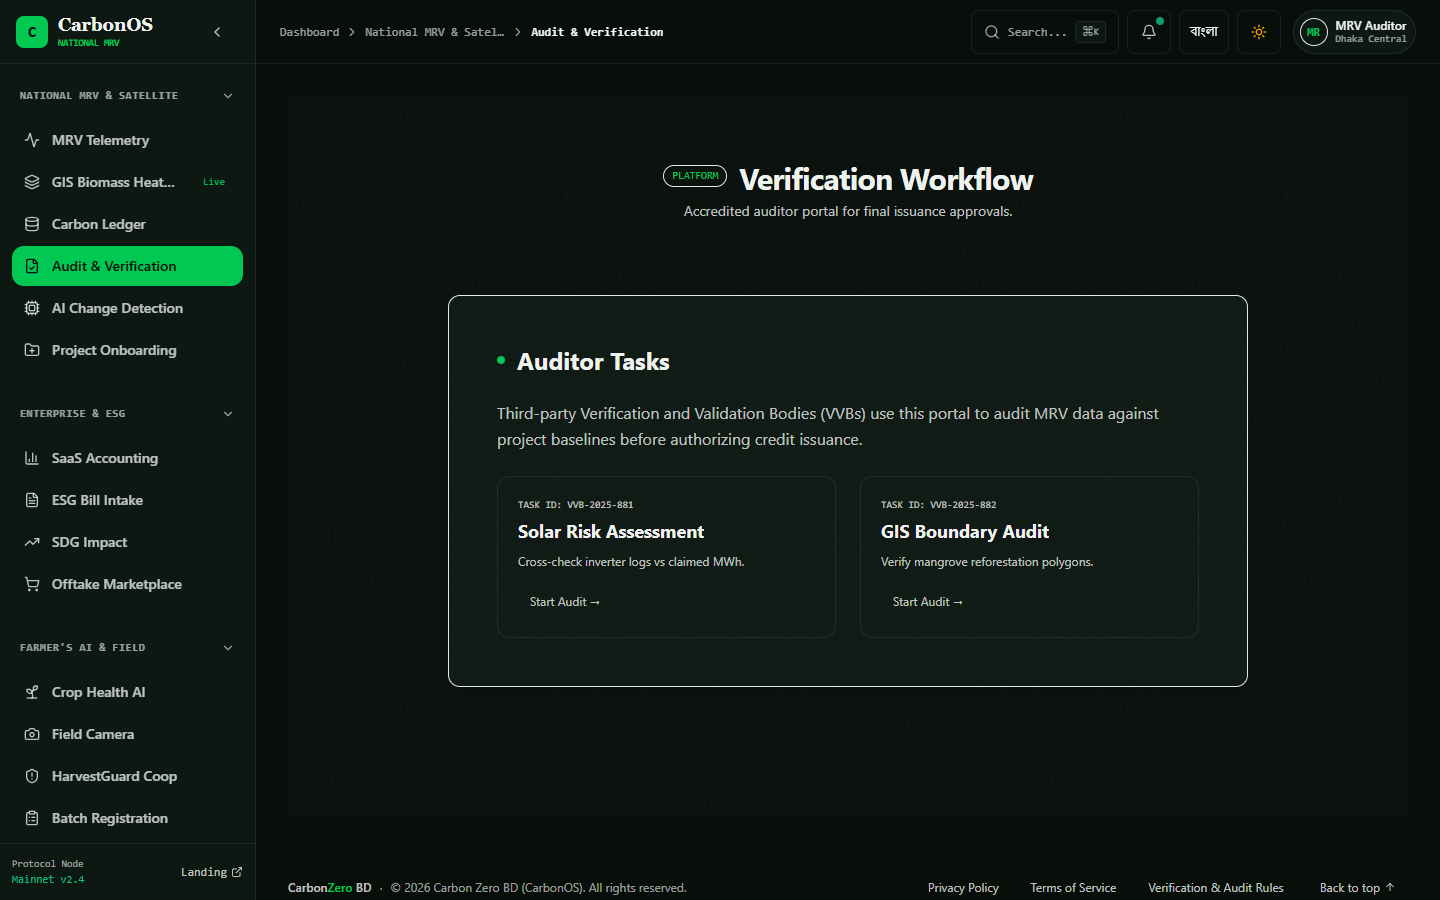 C
CarbonOS
NATIONAL MRV
Dashboard
National MRV & Satel…
Audit & Verification
Search...
⌘K
বাংলা
MR
MRV Auditor
Dhaka Central
NATIONAL MRV & SATELLITE
MRV Telemetry
GIS Biomass Heat...
Live
Carbon Ledger
Audit & Verification
AI Change Detection
Project Onboarding
ENTERPRISE & ESG
SaaS Accounting
ESG Bill Intake
SDG Impact
Offtake Marketplace
FARMER'S AI & FIELD
Crop Health AI
Field Camera
HarvestGuard Coop
Batch Registration
Protocol Node
Mainnet v2.4
Landing
PLATFORM
Verification Workflow
Accredited auditor portal for final issuance approvals.
Auditor Tasks
Third-party Verification and Validation Bodies (VVBs) use this portal to audit MRV data against
project baselines before authorizing credit issuance.
TASK ID: VVB-2025-881
Solar Risk Assessment
Cross-check inverter logs vs claimed MWh.
Start Audit →
TASK ID: VVB-2025-882
GIS Boundary Audit
Verify mangrove reforestation polygons.
Start Audit →
CarbonZero BD · © 2026 Carbon Zero BD (CarbonOS). All rights reserved.
Privacy Policy
Terms of Service
Verification & Audit Rules
Back to top ↑